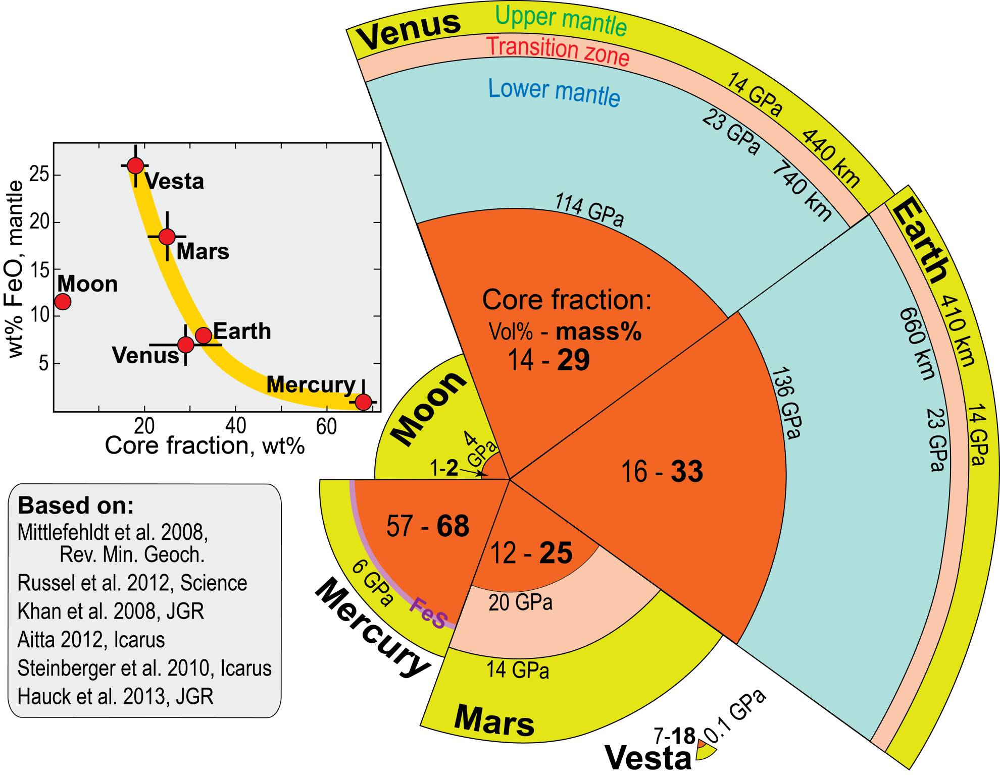 Venus
Upper mantle
Transition zone
Lower mantle
14 GPa
23 GPa
440 km
740 km
114 GPa
Earth
410 km
660 km
14 GPa
23 GPa
136 GPa
Core fraction:
Vol% - mass%
14 - 29
16 - 33
Moon
4
GPa
1-2
57 - 68
6 GPa
FeS
Mercury
12 - 25
20 GPa
14 GPa
Mars
7-18
0.1 GPa
Vesta
wt% FeO, mantle
25
20
15
10
5
Vesta
Mars
Moon
Earth
Venus
Mercury
20 40 60
Core fraction, wt%
Based on:
Mittlefehldt et al. 2008,
Rev. Min. Geoch.
Russel et al. 2012, Science
Khan et al. 2008, JGR
Aitta 2012, Icarus
Steinberger et al. 2010, Icarus
Hauck et al. 2013, JGR